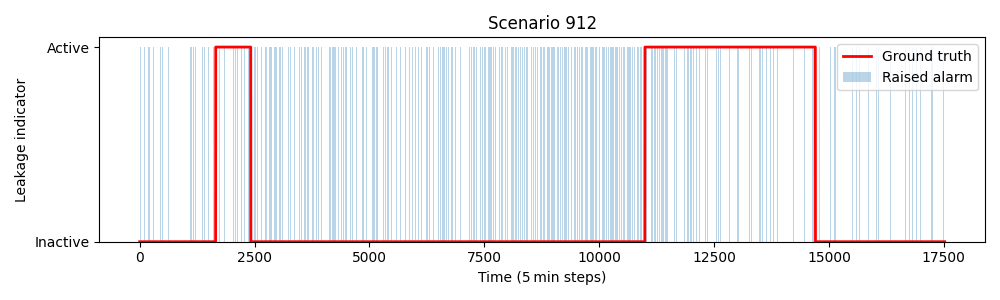 Scenario 912
Active
Inactive
Leakage indicator
Ground truth
Raised alarm
0
2500
5000
7500
10000
12500
15000
17500
Time (5 min steps)